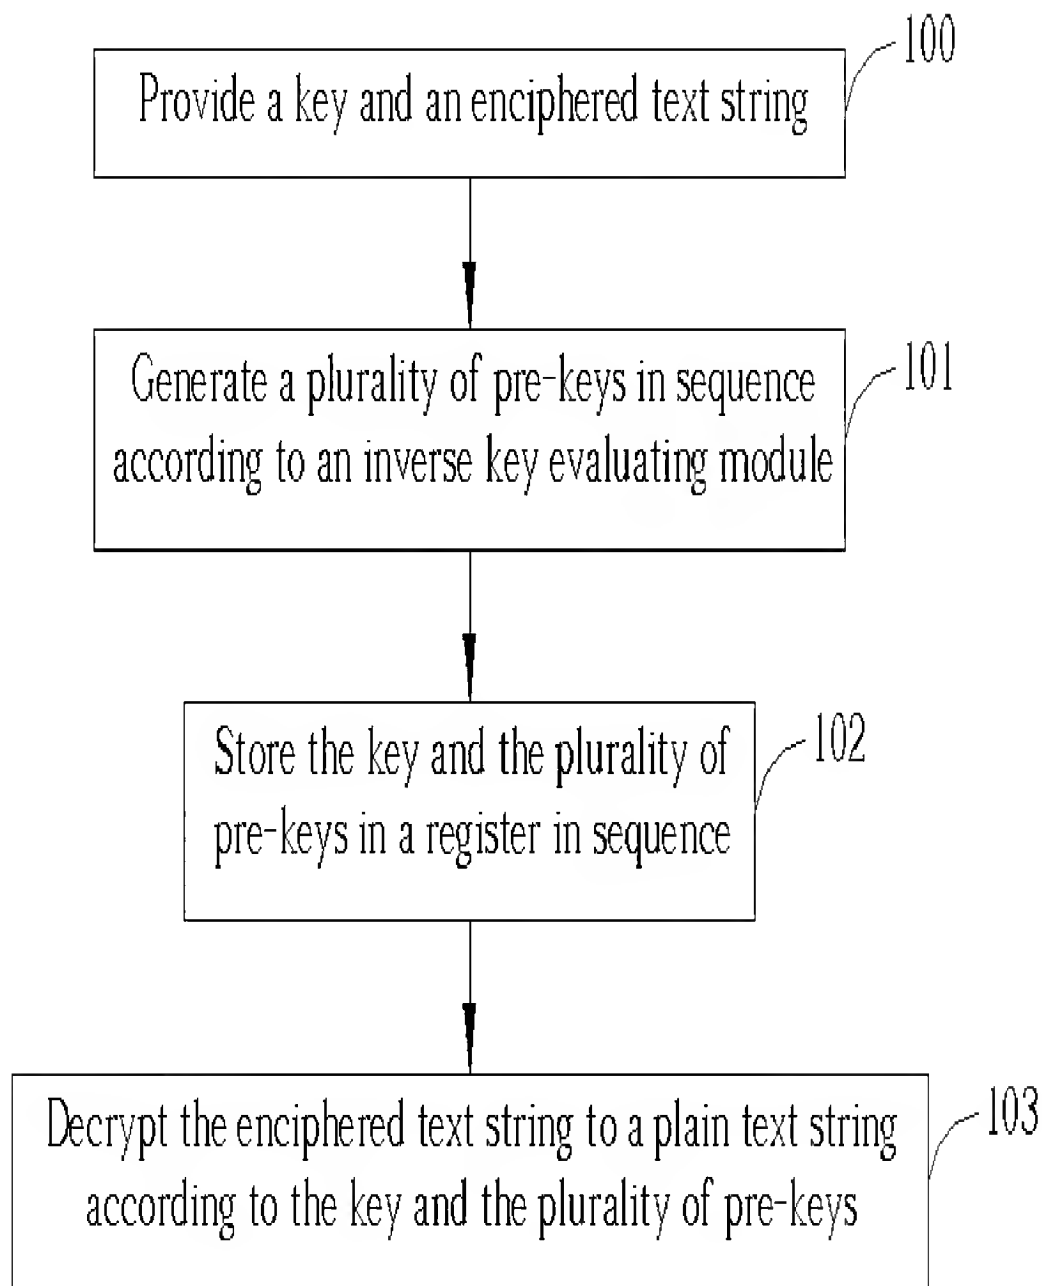 100
Provide a key and an enciphered text string
101
Generate a plurality of pre-keys in sequence
according to an inverse key evaluating module
102
Store the key and the plurality of
pre-keys in a register in sequence
103
Decrypt the enciphered text string to a plain text string
according to the key and the plurality of pre-keys